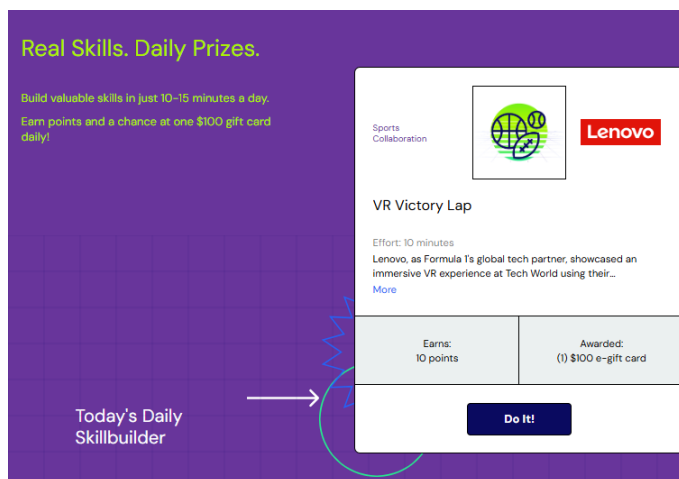 Real Skills. Daily Prizes.
Build valuable skills in just 10-15 minutes a day.
Earn points and a chance at one $100 gift card
daily!
Sports
Collaboration
Lenovo
VR Victory Lap
Effort: 10 minutes
Lenovo, as Formula 1's global tech partner, showcased an
immersive VR experience at Tech World using their...
More
Earns:
10 points
Awarded:
(1) $100 e-gift card
Today's Daily
Skillbuilder
Do It!